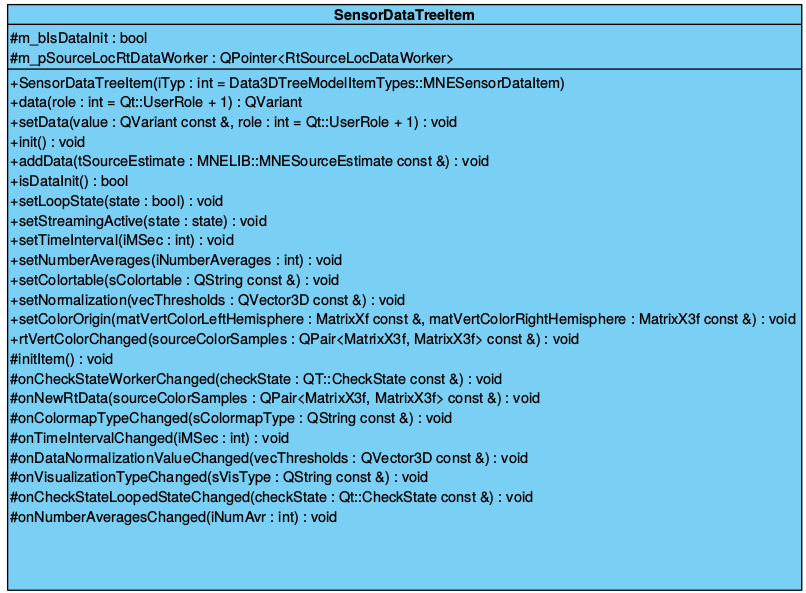 SensorDataTreeItem
#m_bIsDataInit : bool
#m_pSourceLocRtDataWorker : QPointer<RtSourceLocDataWorker>
+SensorDataTreeItem(iTyp : int = Data3DTreeModelItemTypes::MNESensorDataItem)
+data(role : int = Qt::UserRole + 1) : QVariant
+setData(value : QVariant const &, role : int = Qt::UserRole + 1) : void
+init() : void
+addData(tSourceEstimate : MNELIB::MNESourceEstimate const &) : void
+isDataInit() : bool
+setLoopState(state : bool) : void
+setStreamingActive(state : state) : void
+setTimeInterval(iMSec : int) : void
+setNumberAverages(iNumberAverages : int) : void
+setColortable(sColortable : QString const &) : void
+setNormalization(vecThresholds : QVector3D const &) : void
+setColorOrigin(matVertColorLeftHemisphere : MatrixXf const &, matVertColorRightHemisphere : MatrixX3f const &) : void
+rtVertColorChanged(sourceColorSamples : QPair<MatrixX3f, MatrixX3f> const &) : void
#initItem() : void
#onCheckStateWorkerChanged(checkState : QT::CheckState const &) : void
#onNewRtData(sourceColorSamples : QPair<MatrixX3f, MatrixX3f> const &) : void
#onColormapTypeChanged(sColormapType : QString const &) : void
#onTimeIntervalChanged(iMSec : int) : void
#onDataNormalizationValueChanged(vecThresholds : QVector3D const &) : void
#onVisualizationTypeChanged(sVisType : QString const &) : void
#onCheckStateLoopedStateChanged(checkState : Qt::CheckState const &) : void
#onNumberAveragesChanged(iNumAvr : int) : void